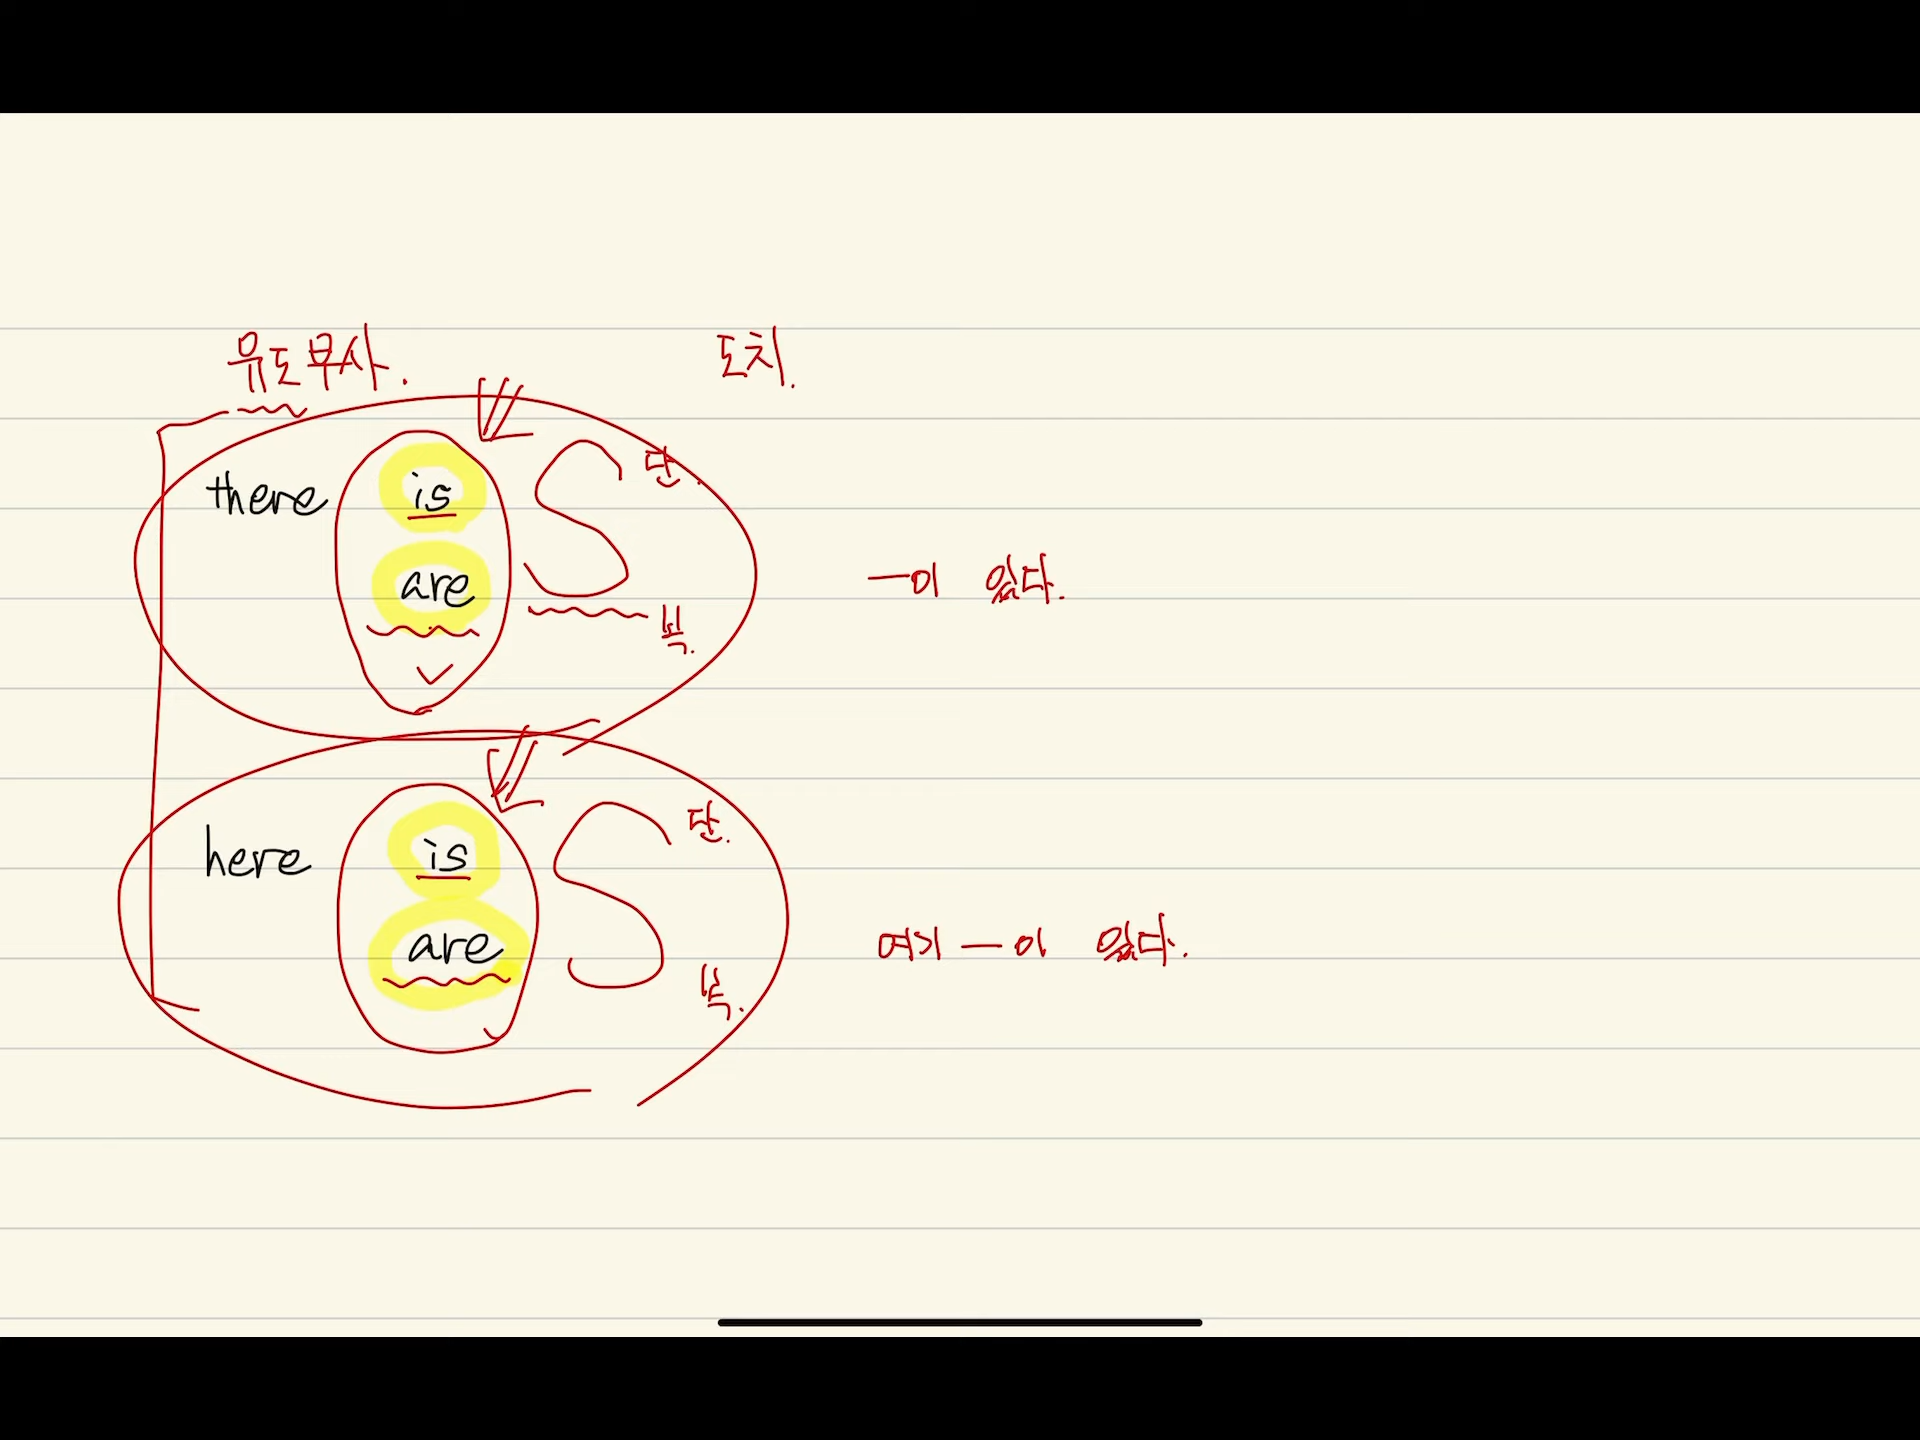 유도부사. 도치.
there is S 단.
are 복.
—이 있다.
here is S 단.
are 복.
여기 —이 있다.